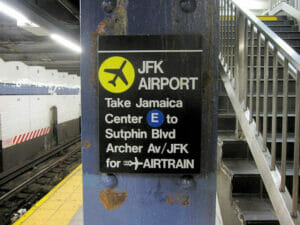 JFK
AIRPORT
Take Jamaica
Center E to
Sutphin Blvd
Archer Av/JFK
for AIRTRAIN